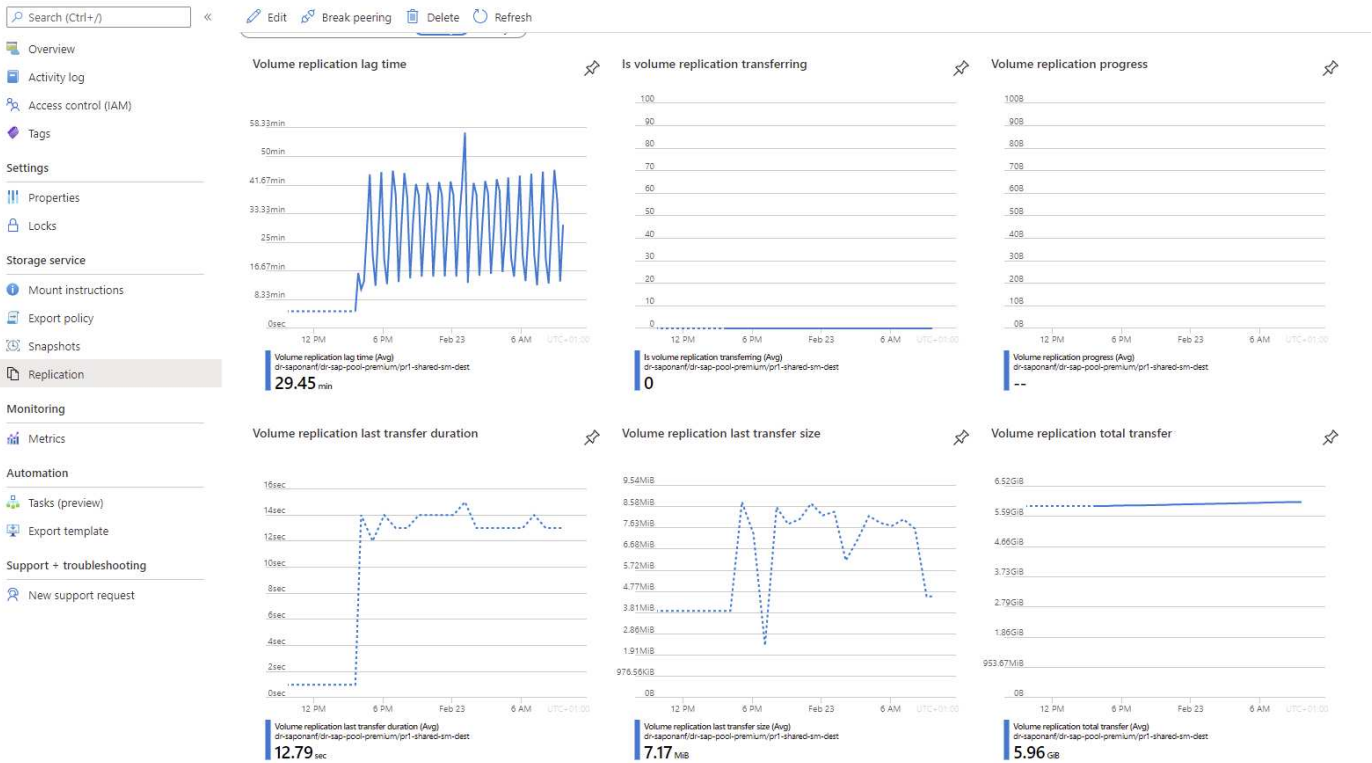 Search (Ctrl+/)
«
Edit
Break peering
Delete
Refresh
Overview
Activity log
Access control (IAM)
Tags
Settings
Properties
Locks
Storage service
Mount instructions
Export policy
Snapshots
Replication
Monitoring
Metrics
Automation
Tasks (preview)
Export template
Support + troubleshooting
New support request
Volume replication lag time
58.33min
50min
41.67min
33.33min
25min
16.67min
8.33min
0sec
12 PM 6 PM Feb 23 6 AM UTC+01:00
Volume replication lag time (Avg)
dr-saponanf/dr-sap-pool-premium/pr1-shared-sm-dest
29.45 min
Is volume replication transferring
100
90
80
70
60
50
40
30
20
10
0
12 PM 6 PM Feb 23 6 AM UTC+01:00
Is volume replication transferring (Avg)
dr-saponanf/dr-sap-pool-premium/pr1-shared-sm-dest
0
Volume replication progress
100B
90B
80B
70B
60B
50B
40B
30B
20B
10B
0B
12 PM 6 PM Feb 23 6 AM UTC+01:00
Volume replication progress (Avg)
dr-saponanf/dr-sap-pool-premium/pr1-shared-sm-dest
--
Volume replication last transfer duration
16sec
14sec
12sec
10sec
8sec
6sec
4sec
2sec
0sec
12 PM 6 PM Feb 23 6 AM UTC+01:00
Volume replication last transfer duration (Avg)
dr-saponanf/dr-sap-pool-premium/pr1-shared-sm-dest
12.79 sec
Volume replication last transfer size
9.54MiB
8.58MiB
7.63MiB
6.68MiB
5.72MiB
4.77MiB
3.81MiB
2.86MiB
1.91MiB
976.56KiB
0B
12 PM 6 PM Feb 23 6 AM UTC+01:00
Volume replication last transfer size (Avg)
dr-saponanf/dr-sap-pool-premium/pr1-shared-sm-dest
7.17 MiB
Volume replication total transfer
6.52GiB
5.59GiB
4.66GiB
3.73GiB
2.79GiB
1.86GiB
953.67MiB
0B
12 PM 6 PM Feb 23 6 AM UTC+01:00
Volume replication total transfer (Avg)
dr-saponanf/dr-sap-pool-premium/pr1-shared-sm-dest
5.96 GiB